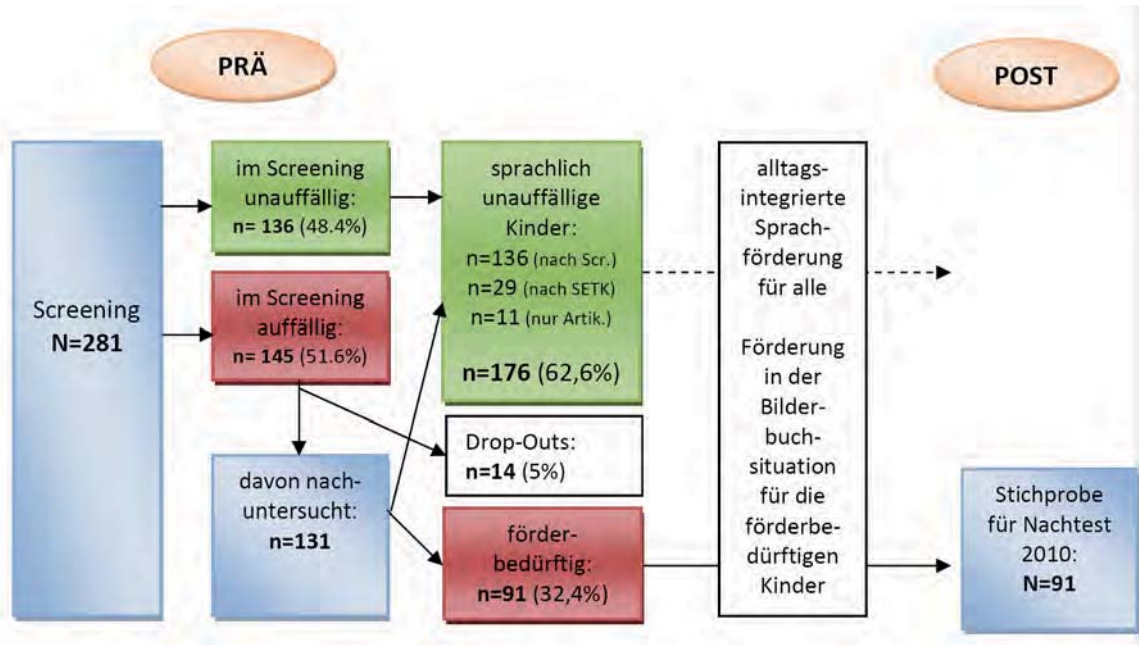 PRÄ
POST
Screening
N=281
im Screening
unauffällig:
n= 136 (48.4%)
im Screening
auffällig:
n= 145 (51.6%)
davon nach-
untersucht:
n=131
sprachlich
unauffällige
Kinder:
n=136 (nach Scr.)
n=29 (nach SETK)
n=11 (nur Artik.)
n=176 (62,6%)
Drop-Outs:
n=14 (5%)
förder-
bedürftig:
n=91 (32,4%)
alltags-
integrierte
Sprach-
förderung
für alle
Förderung
in der
Bilder-
buch-
situation
für die
förderbe-
dürftigen
Kinder
Stichprobe
für Nachtest
2010:
N=91